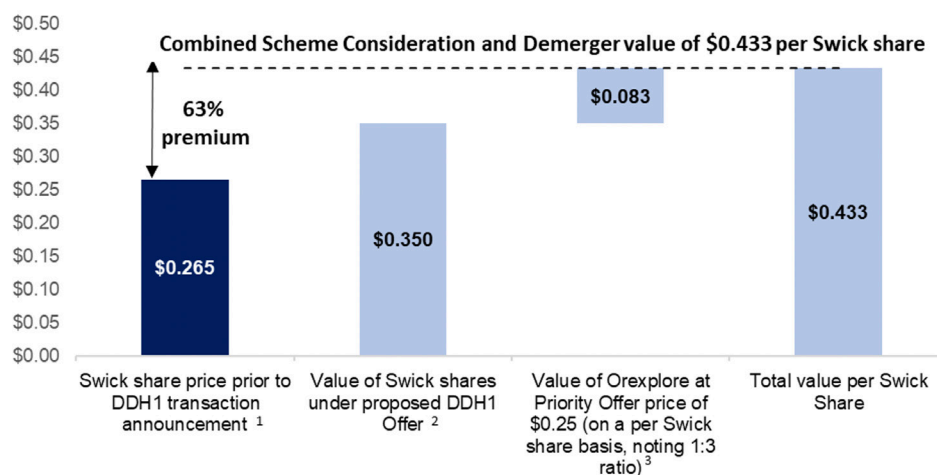 $0.50
Combined Scheme Consideration and Demerger value of $0.433 per Swick share
$0.45
$0.40
$0.083
63%
premium
$0.35
$0.30
$0.25
$0.433
$0.20
$0.350
$0.15
$0.265
$0.10
$0.05
$0.00
Swick share price prior to
DDH1 transaction
announcement 1
Value of Swick shares
under proposed DDH1
Offer 2
Value of Orexplore at
Priority Offer price of
$0.25 (on a per Swick
share basis, noting 1:3
ratio)3
Total value per Swick
Share